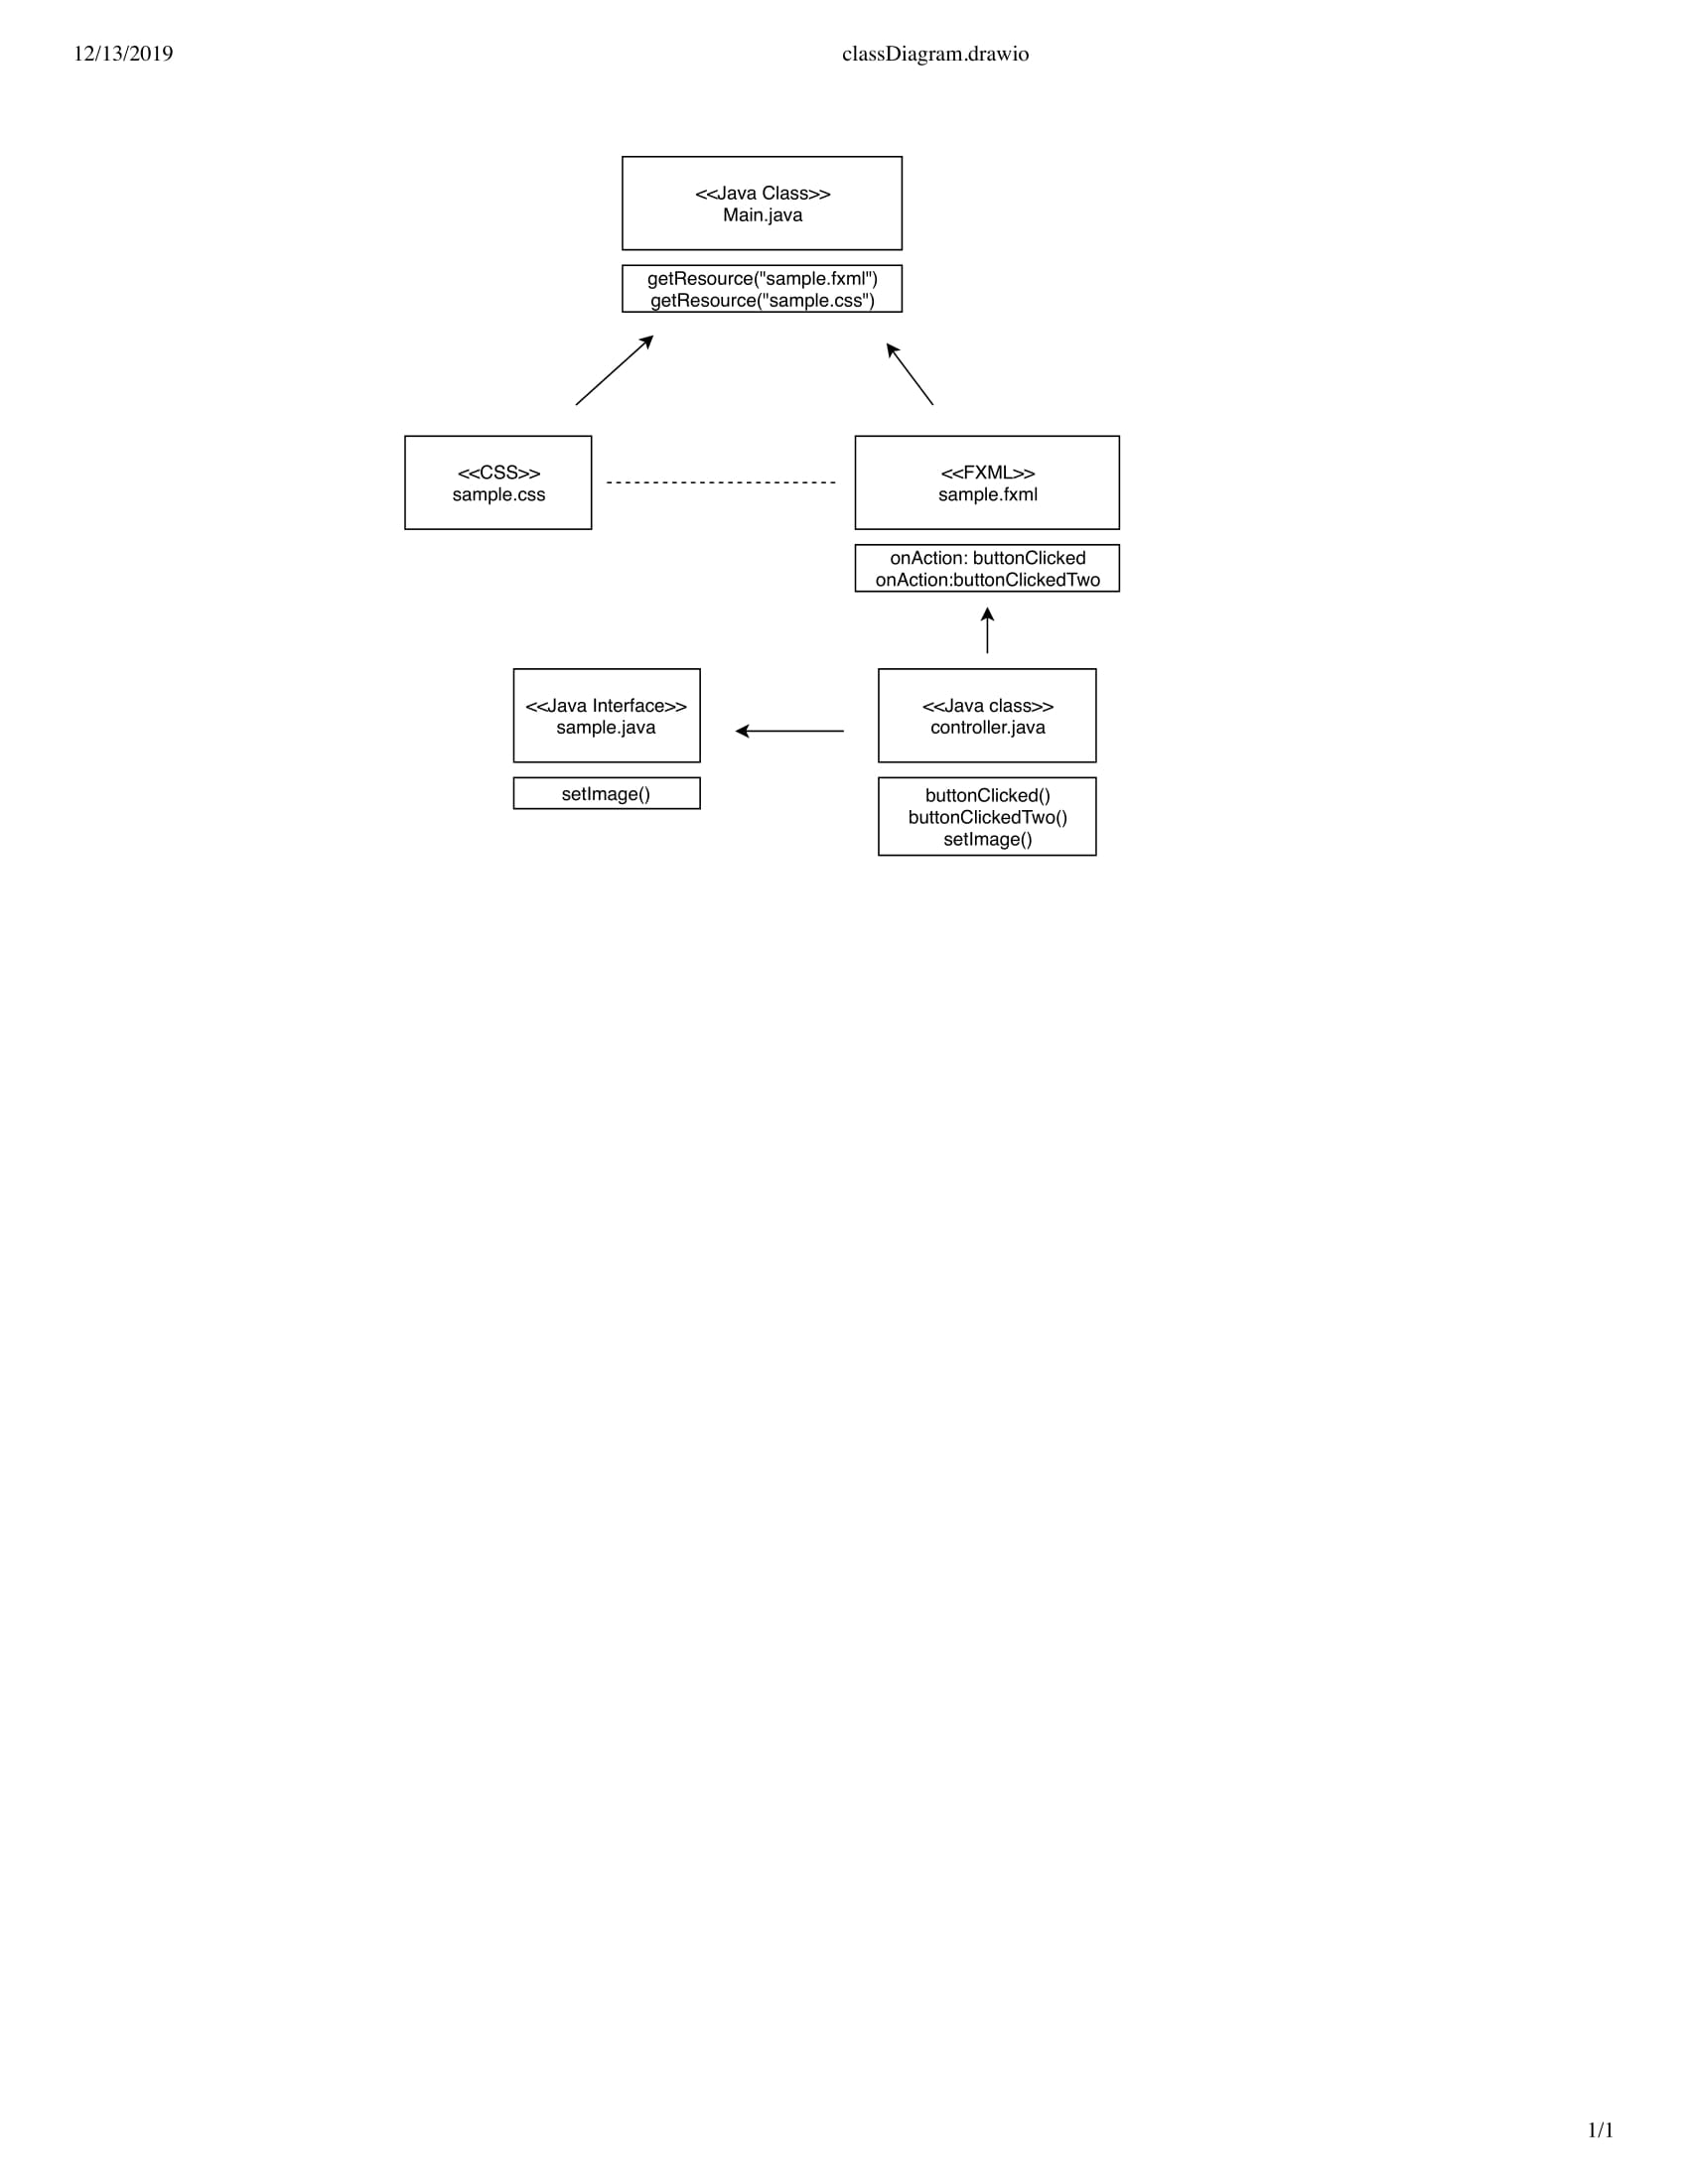 12/13/2019
classDiagram.drawio
<<Java Class>>
Main.java
getResource("sample.fxml")
getResource("sample.css")
<<CSS>>
sample.css
<<FXML>>
sample.fxml
onAction: buttonClicked
onAction:buttonClickedTwo
<<Java Interface>>
sample.java
setImage()
<<Java class>>
controller.java
buttonClicked()
buttonClickedTwo()
setImage()
1/1